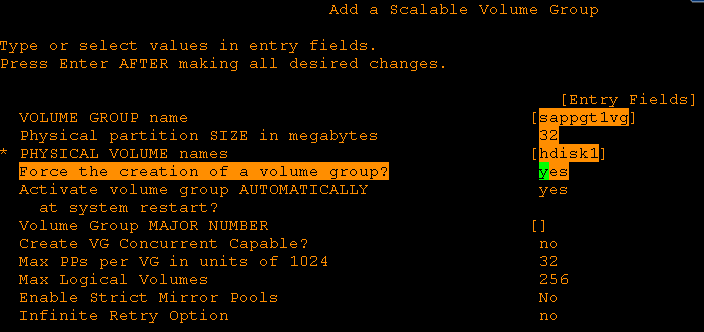 Add a Scalable Volume Group
Type or select values in entry fields.
Press Enter AFTER making all desired changes.
[Entry Fields]
VOLUME GROUP name [sappgt1vg]
Physical partition SIZE in megabytes 32
* PHYSICAL VOLUME names [hdisk1]
Force the creation of a volume group? yes
Activate volume group AUTOMATICALLY yes
at system restart?
Volume Group MAJOR NUMBER []
Create VG Concurrent Capable? no
Max PPs per VG in units of 1024 32
Max Logical Volumes 256
Enable Strict Mirror Pools No
Infinite Retry Option no